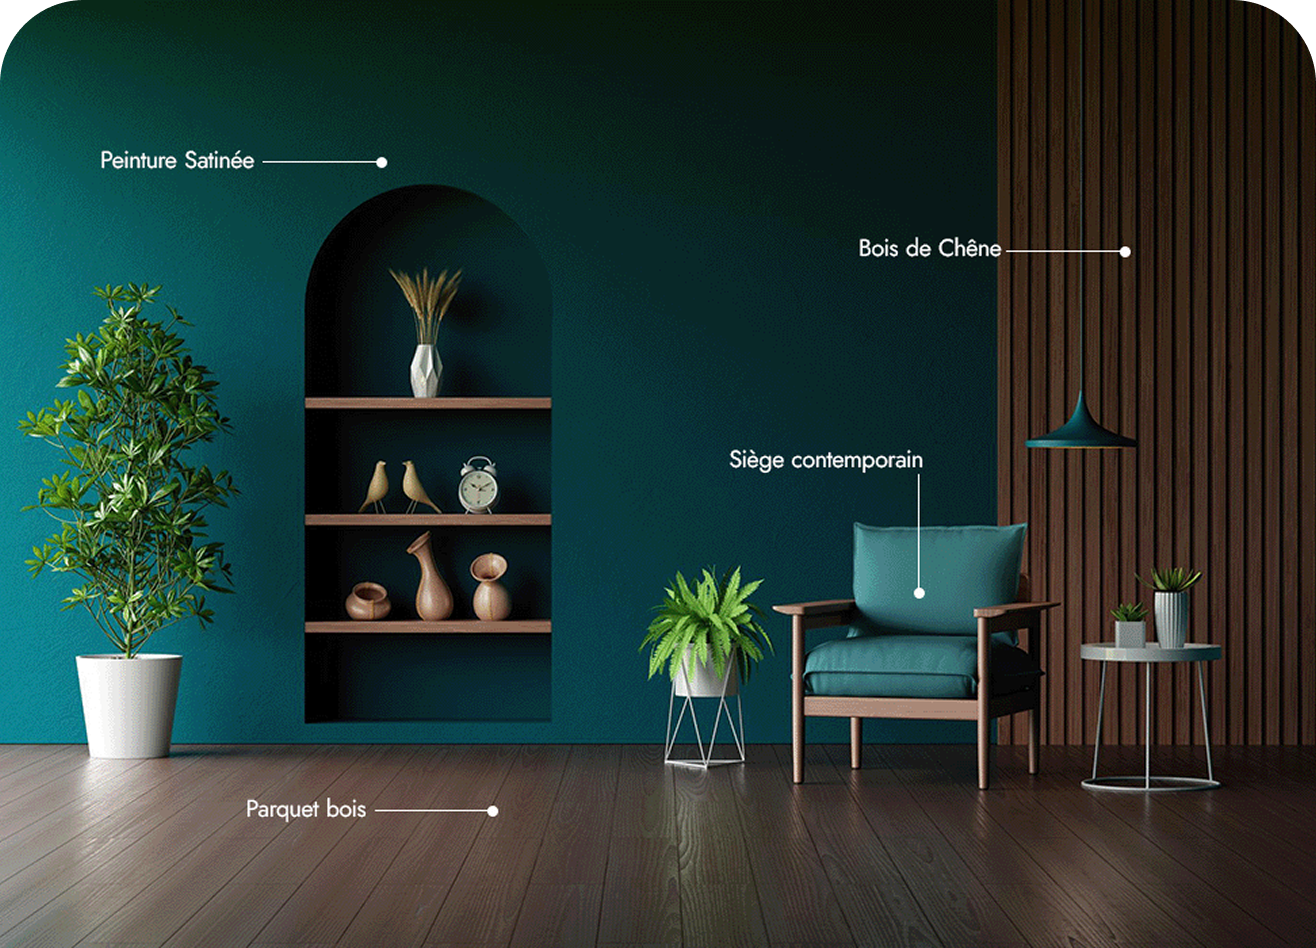 Peinture Satinée
Bois de Chêne
Siège contemporain
Parquet bois